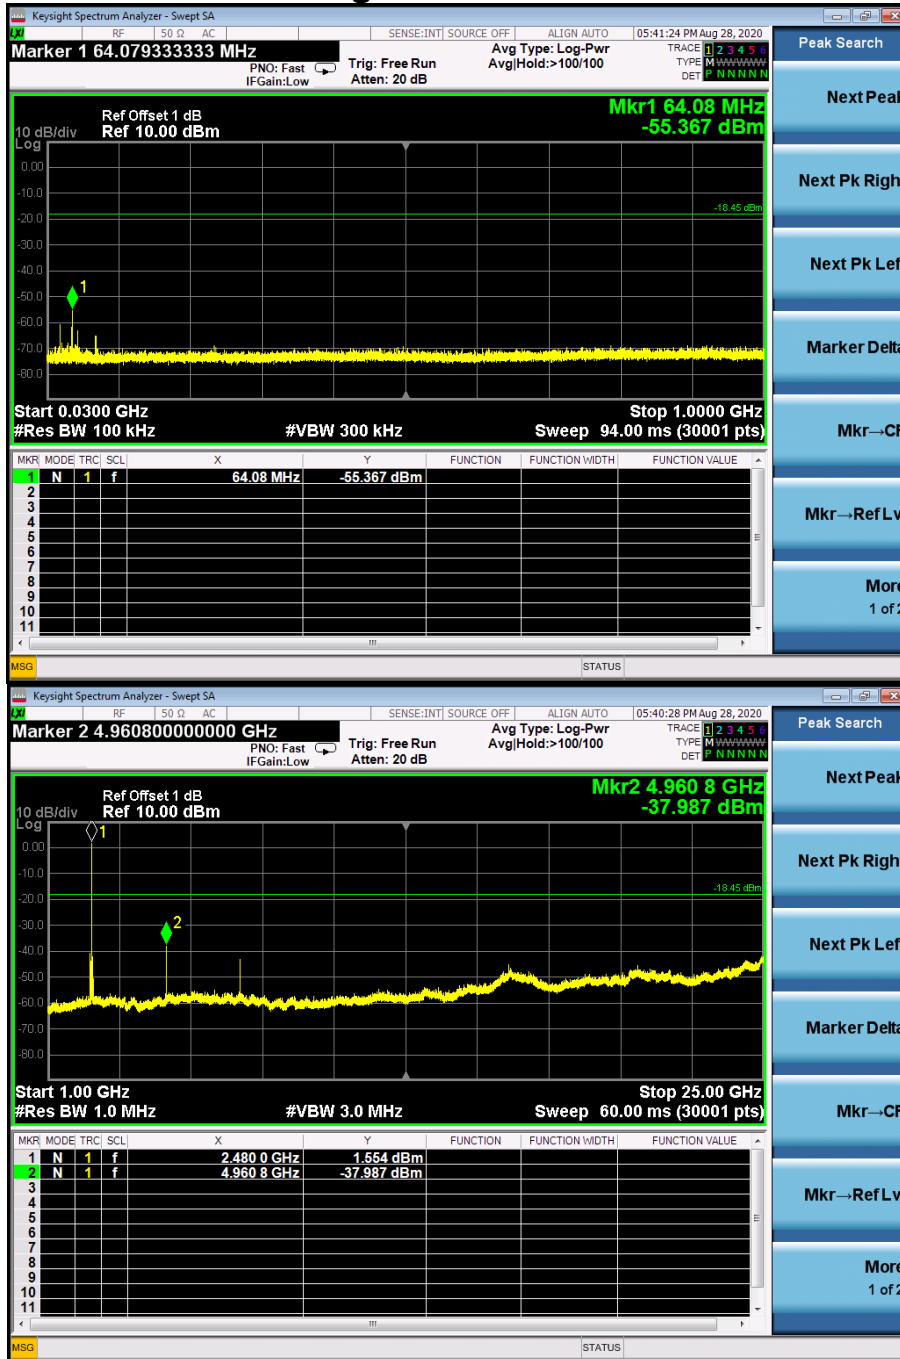 Keysight Spectrum Analyzer - Swept SA
LXI RF 50 Ω AC SENSE:INT SOURCE OFF ALIGN AUTO 05:41:24 PM Aug 28, 2020
Marker 1 64.079333333 MHz
PNO: Fast
IFGain:Low
Trig: Free Run
Atten: 20 dB
Avg Type: Log-Pwr
Avg|Hold:>100/100
TRACE 1 2 3 4 5 6
TYPE M WWWWW
DET P N N N N N
Peak Search
Mkr1 64.08 MHz
-55.367 dBm
Ref Offset 1 dB
10 dB/div Ref 10.00 dBm
Log
0.00
-10.0
-20.0
-30.0
-40.0
-50.0
-60.0
-70.0
-80.0
-18.45 dBm
1
Start 0.0300 GHz Stop 1.0000 GHz
#Res BW 100 kHz #VBW 300 kHz Sweep 94.00 ms (30001 pts)
MKR MODE TRC SCL X Y FUNCTION FUNCTION WIDTH FUNCTION VALUE
1 N 1 f 64.08 MHz -55.367 dBm
2
3
4
5
6
7
8
9
10
11
MSG STATUS
Next Peak
Next Pk Righ
Next Pk Lef
Marker Delta
Mkr→CF
Mkr→Ref Lv
More
1 of 2
Keysight Spectrum Analyzer - Swept SA
LXI RF 50 Ω AC SENSE:INT SOURCE OFF ALIGN AUTO 05:40:28 PM Aug 28, 2020
Marker 2 4.960800000000 GHz
PNO: Fast
IFGain:Low
Trig: Free Run
Atten: 20 dB
Avg Type: Log-Pwr
Avg|Hold:>100/100
TRACE 1 2 3 4 5 6
TYPE M WWWWW
DET P N N N N N
Peak Search
Mkr2 4.960 8 GHz
-37.987 dBm
Ref Offset 1 dB
10 dB/div Ref 10.00 dBm
Log
0.00
-10.0
-20.0
-30.0
-40.0
-50.0
-60.0
-70.0
-80.0
-18.45 dBm
1
2
Start 1.00 GHz Stop 25.00 GHz
#Res BW 1.0 MHz #VBW 3.0 MHz Sweep 60.00 ms (30001 pts)
MKR MODE TRC SCL X Y FUNCTION FUNCTION WIDTH FUNCTION VALUE
1 N 1 f 2.480 0 GHz 1.554 dBm
2 N 1 f 4.960 8 GHz -37.987 dBm
3
4
5
6
7
8
9
10
11
MSG STATUS
Next Peak
Next Pk Righ
Next Pk Lef
Marker Delta
Mkr→CF
Mkr→Ref Lv
More
1 of 2